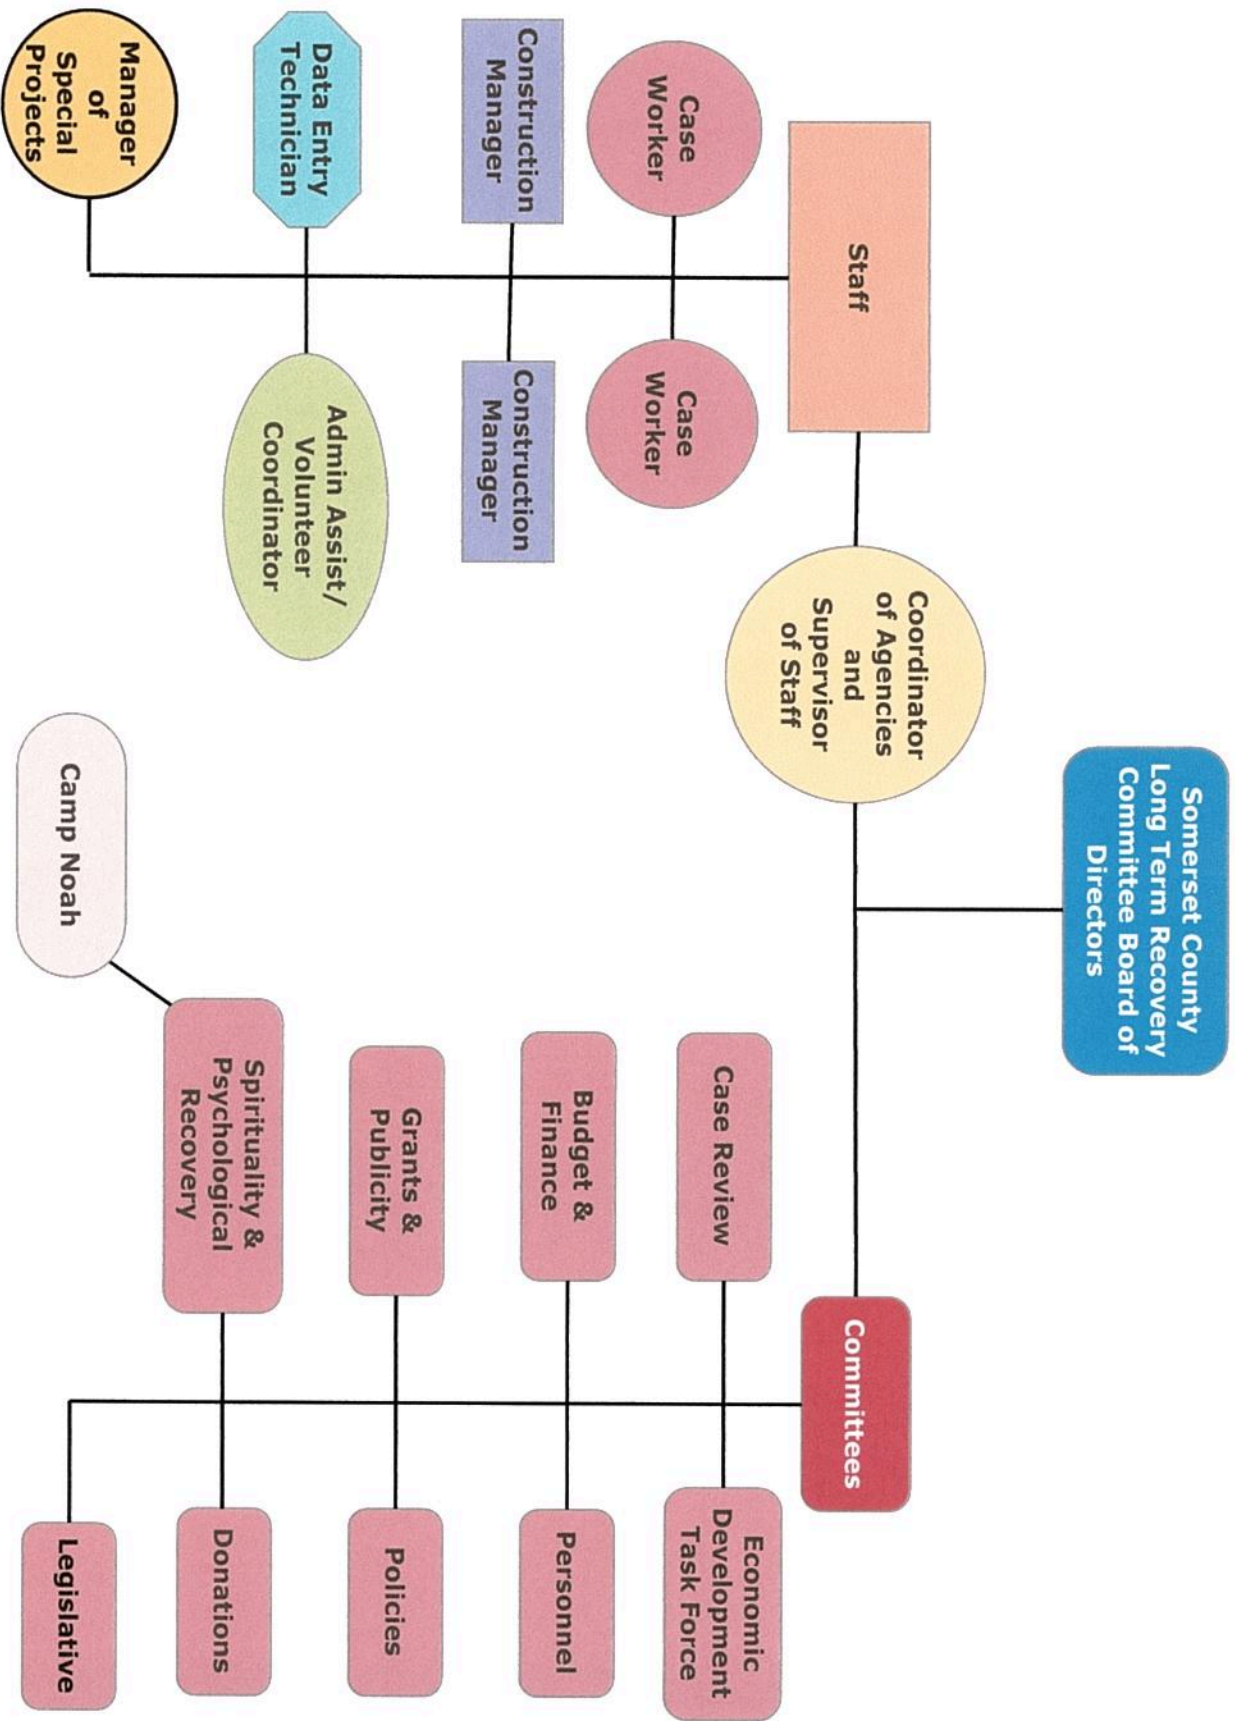 Somerset County
Long Term Recovery
Committee Board of
Directors
Coordinator
of Agencies
and
Supervisor
of Staff
Staff
Committees
Case
Worker
Case
Worker
Construction
Manager
Construction
Manager
Data Entry
Technician
Admin Assist/
Volunteer
Coordinator
Manager
of
Special
Projects
Case Review
Economic
Development
Task Force
Budget &
Finance
Personnel
Grants &
Publicity
Policies
Spirituality &
Psychological
Recovery
Donations
Camp Noah
Legislative